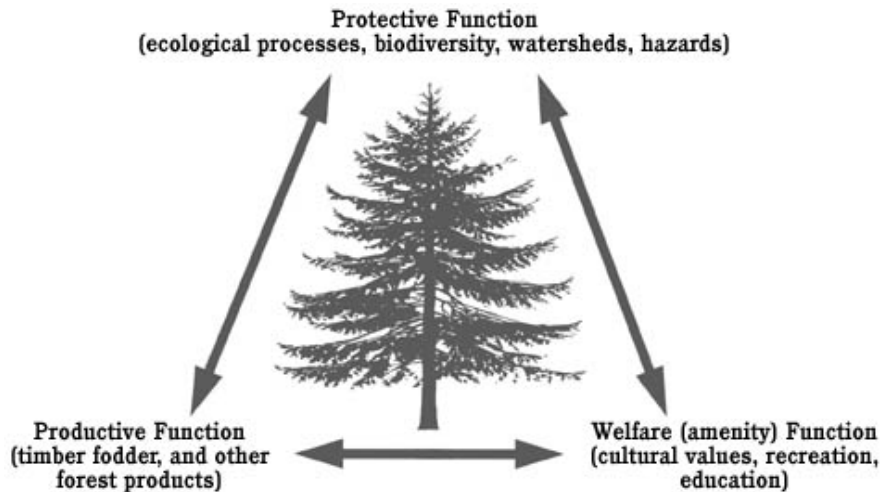 Protective Function
(ecological processes, biodiversity, watersheds, hazards)
Productive Function
(timber fodder, and other
forest products)
Welfare (amenity) Function
(cultural values, recreation,
education)